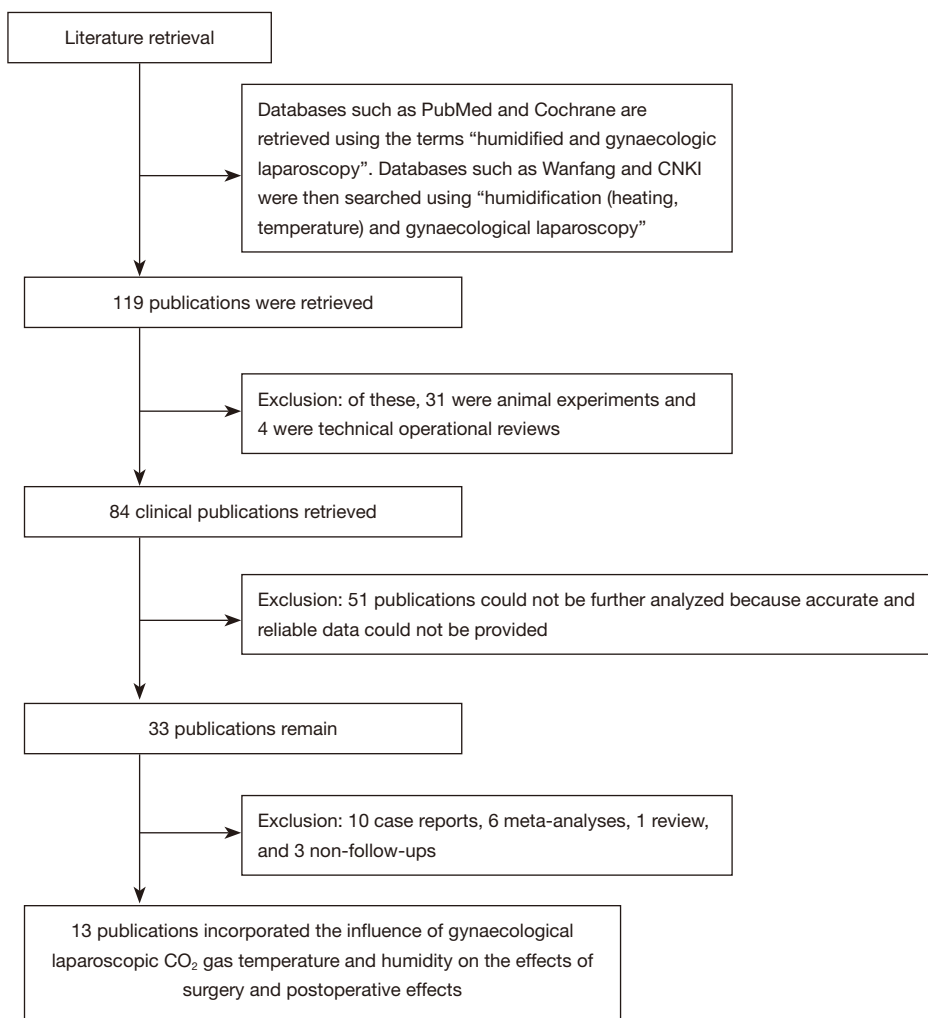 Literature retrieval
Databases such as PubMed and Cochrane are
retrieved using the terms “humidified and gynaecologic
laparoscopy”. Databases such as Wanfang and CNKI
were then searched using “humidification (heating,
temperature) and gynaecological laparoscopy”
119 publications were retrieved
Exclusion: of these, 31 were animal experiments and
4 were technical operational reviews
84 clinical publications retrieved
Exclusion: 51 publications could not be further analyzed because accurate and
reliable data could not be provided
33 publications remain
Exclusion: 10 case reports, 6 meta-analyses, 1 review,
and 3 non-follow-ups
13 publications incorporated the influence of gynaecological
laparoscopic CO₂ gas temperature and humidity on the effects of
surgery and postoperative effects